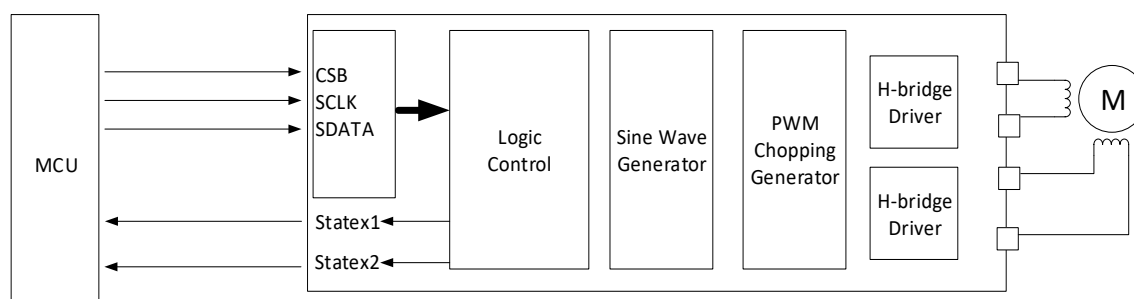 MCU
CSB
SCLK
SDATA
Statex1
Statex2
Logic
Control
Sine Wave
Generator
PWM
Chopping
Generator
H-bridge
Driver
H-bridge
Driver
M